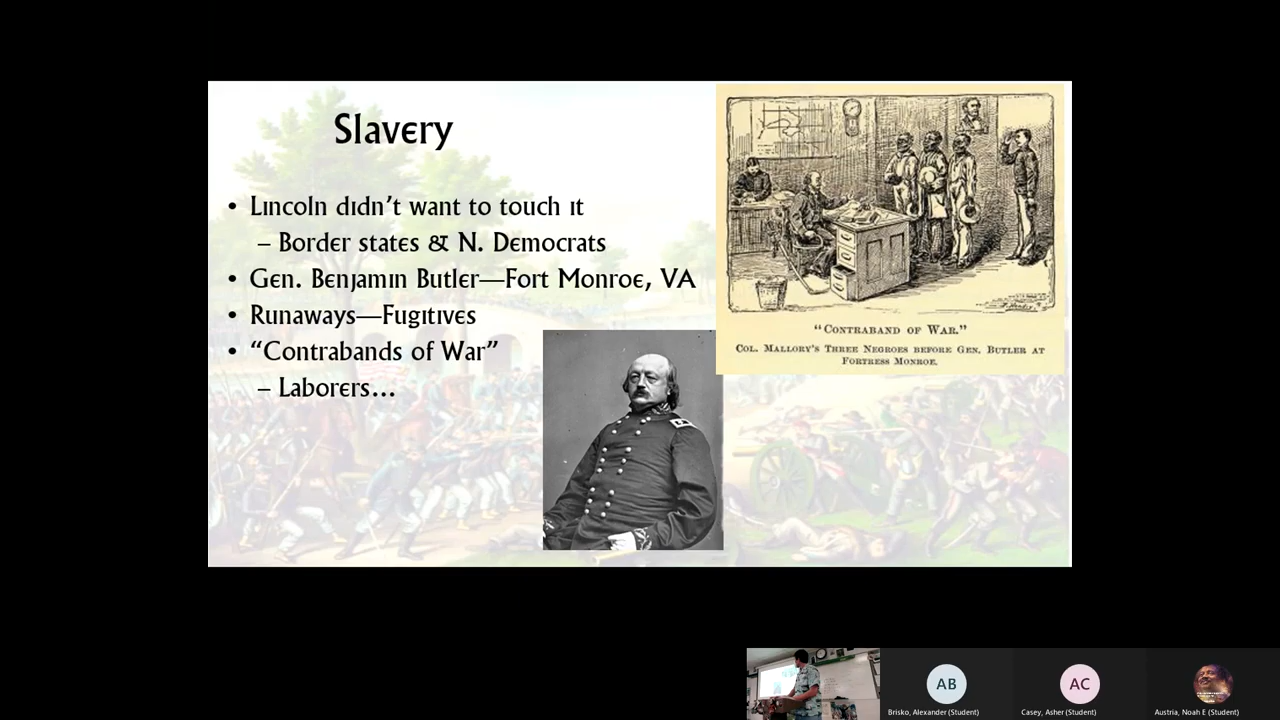 Slavery
• Lincoln didn't want to touch it
– Border states & N. Democrats
• Gen. Benjamin Butler—Fort Monroe, VA
• Runaways—Fugitives
• “Contrabands of War”
– Laborers...
“CONTRABAND OF WAR.”
COL. MALLORY'S THREE NEGROES BEFORE GEN. BUTLER AT
FORTRESS MONROE.
AB
AC
Brisko, Alexander (Student)
Casey, Asher (Student)
Austria, Noah E (Student)